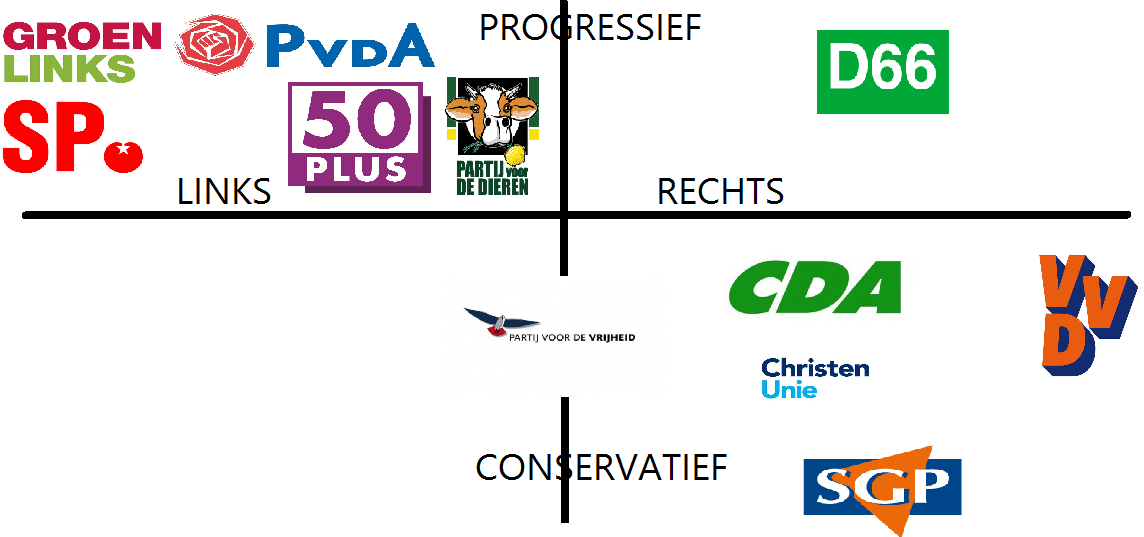 PROGRESSIEF
GROEN
LINKS
PvdA
D66
SP
50
PLUS
PARTIJ voor
DE DIEREN
LINKS
RECHTS
CDA
VVD
PARTIJ VOOR DE VRIJHEID
Christen
Unie
CONSERVATIEF
SGP